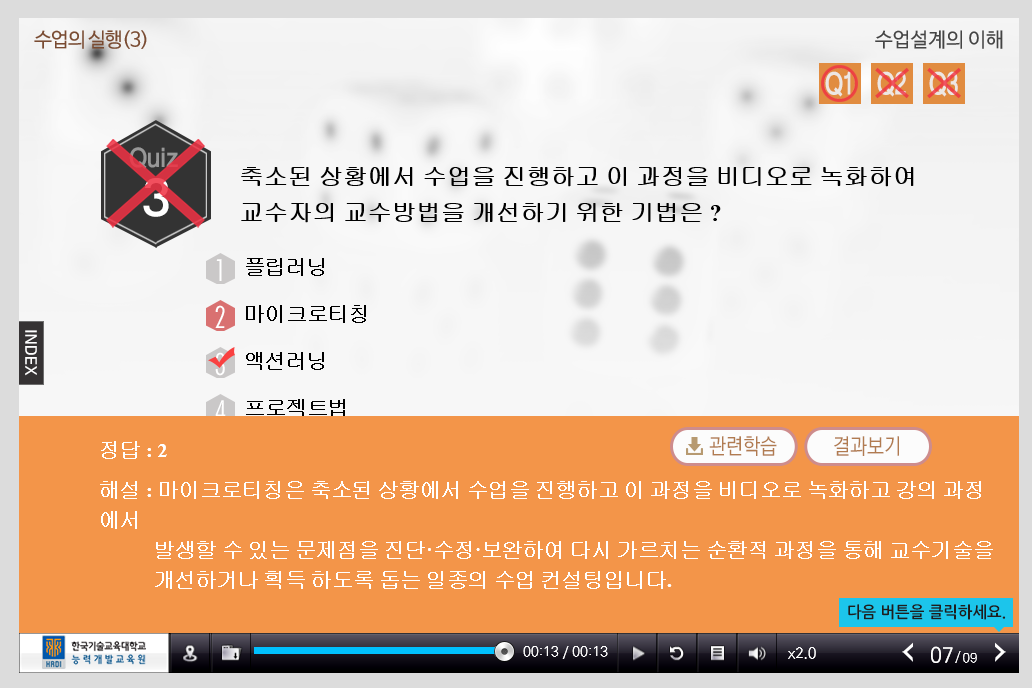 수업의 실행(3)
수업설계의 이해
Q1 Q2 Q3
Quiz
3
축소된 상황에서 수업을 진행하고 이 과정을 비디오로 녹화하여
교수자의 교수방법을 개선하기 위한 기법은 ?
1 플립러닝
2 마이크로티칭
3 액션러닝
4 프로젝트법
INDEX
정답 : 2
관련학습
결과보기
해설 : 마이크로티칭은 축소된 상황에서 수업을 진행하고 이 과정을 비디오로 녹화하고 강의 과정
에서
발생할 수 있는 문제점을 진단·수정·보완하여 다시 가르치는 순환적 과정을 통해 교수기술을
개선하거나 획득 하도록 돕는 일종의 수업 컨설팅입니다.
다음 버튼을 클릭하세요.
HRDI
한국기술교육대학교
능력개발교육원
00:13 / 00:13
x2.0
07/09